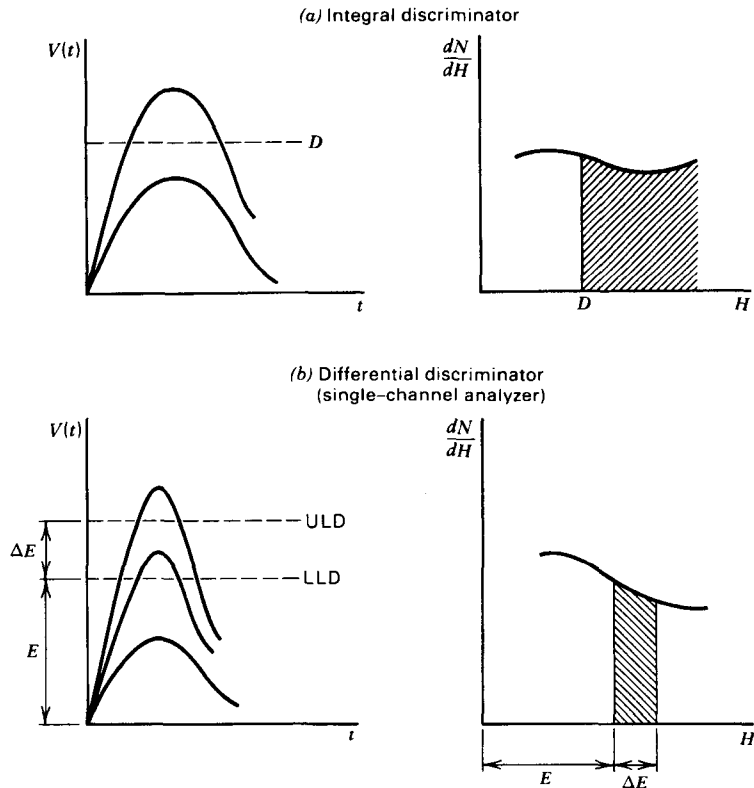 (a) Integral discriminator
V(t)
D
t
dN
dH
D
H
(b) Differential discriminator
(single-channel analyzer)
V(t)
ULD
ΔE
LLD
E
t
dN
dH
H
E
ΔE